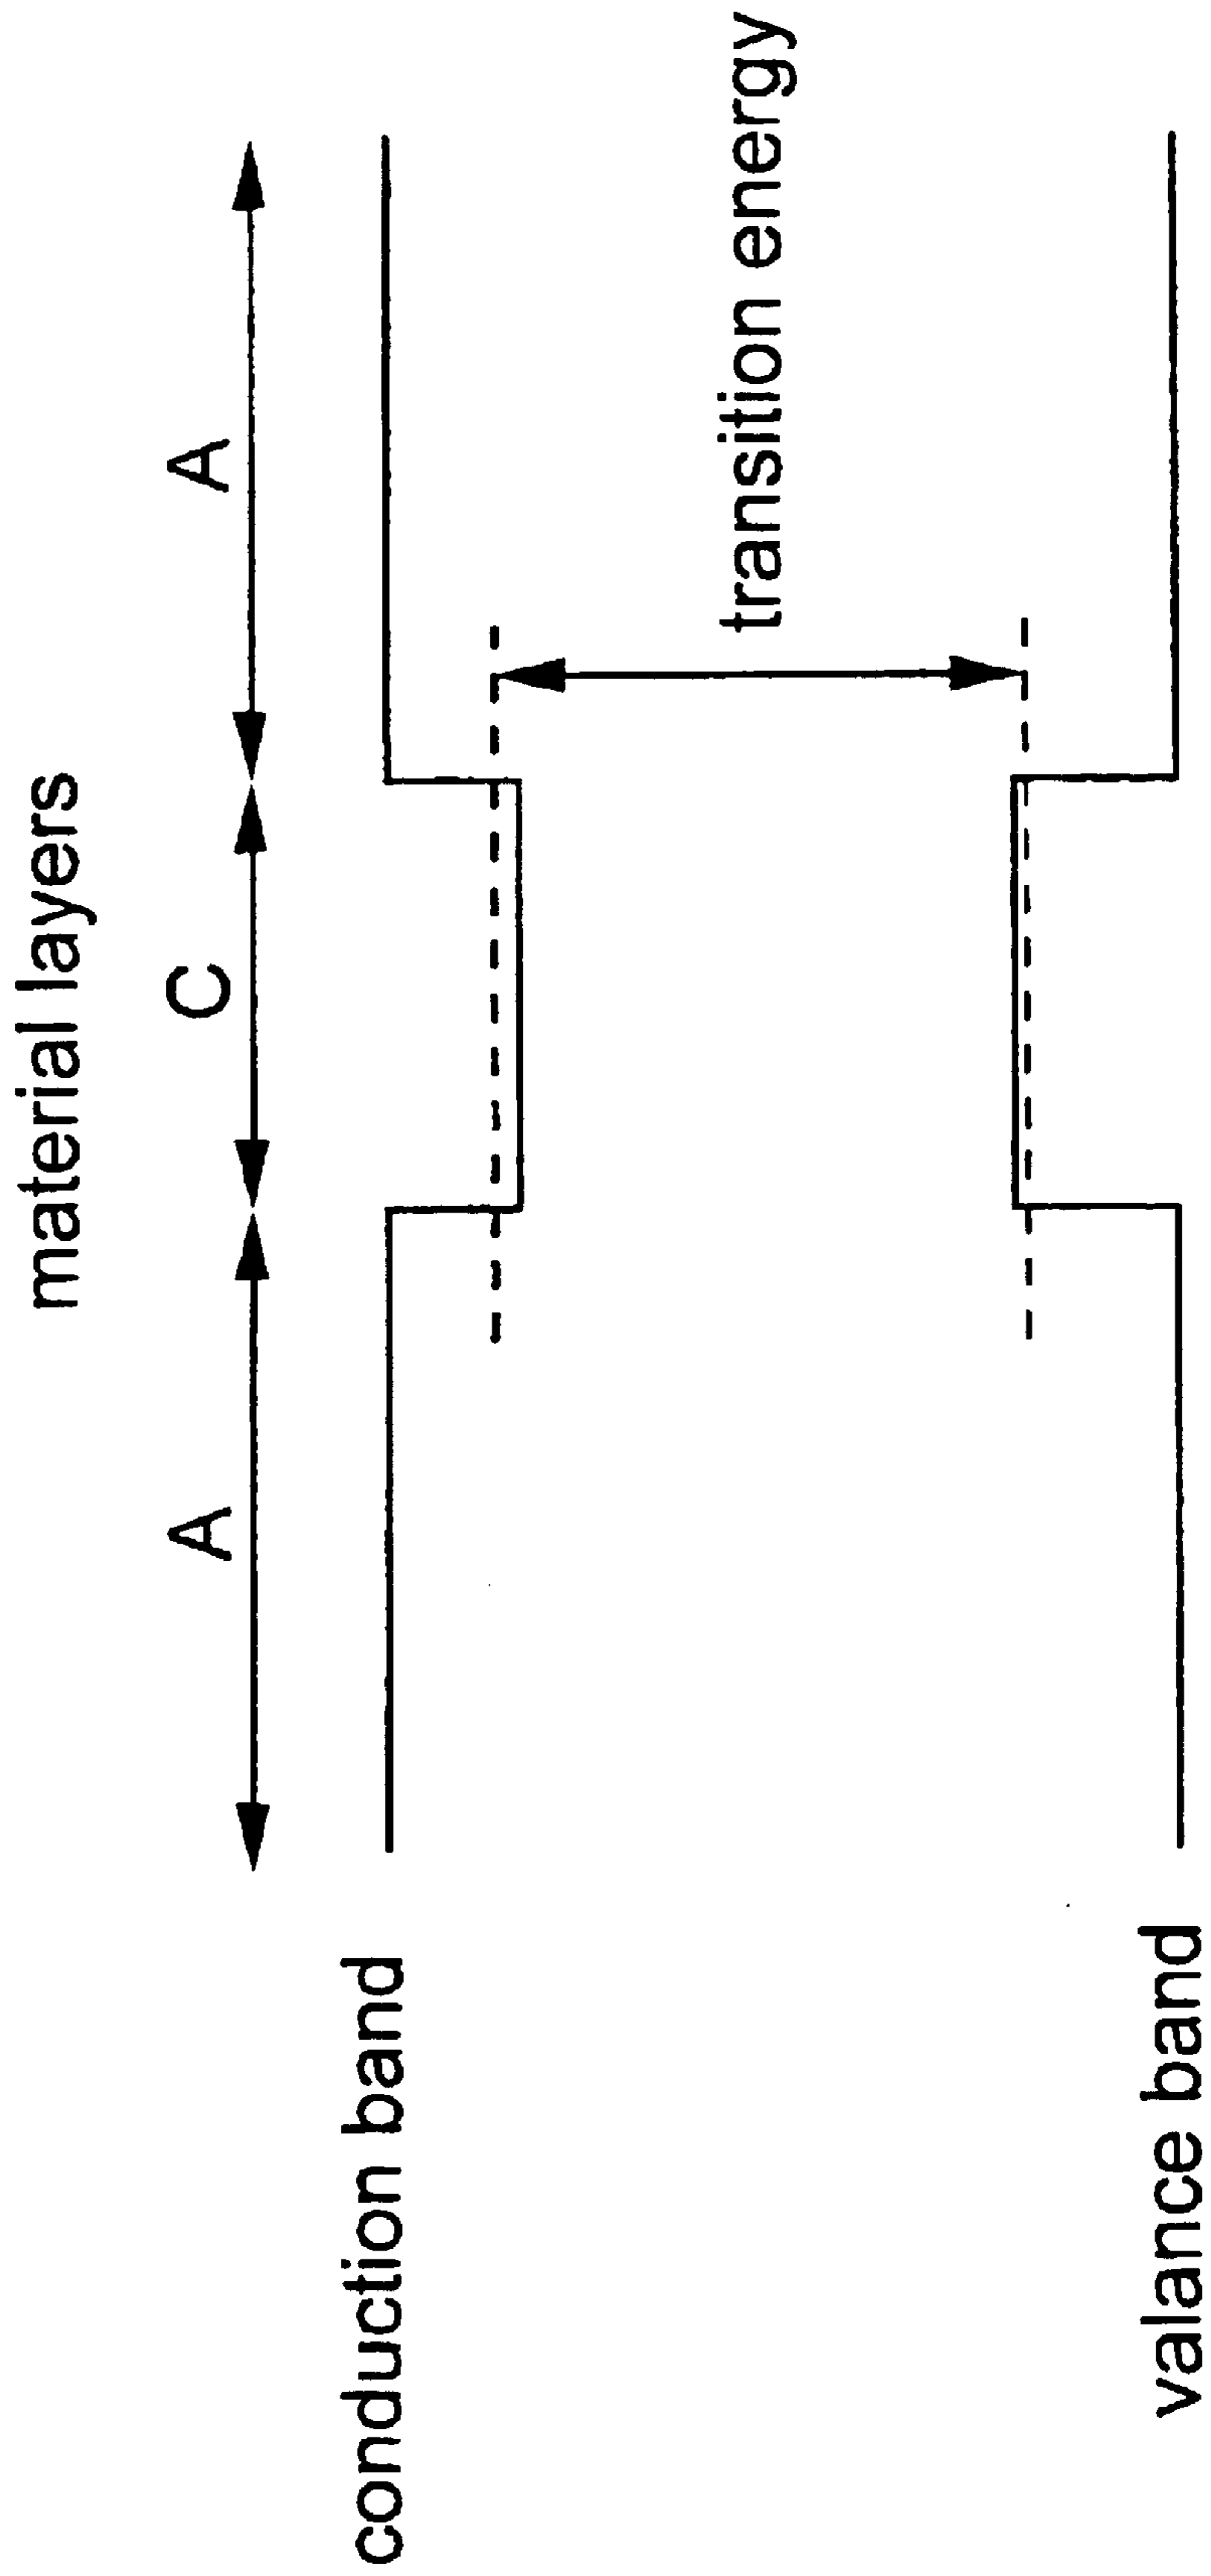 material layers
A
C
A
conduction band
transition energy
valance band